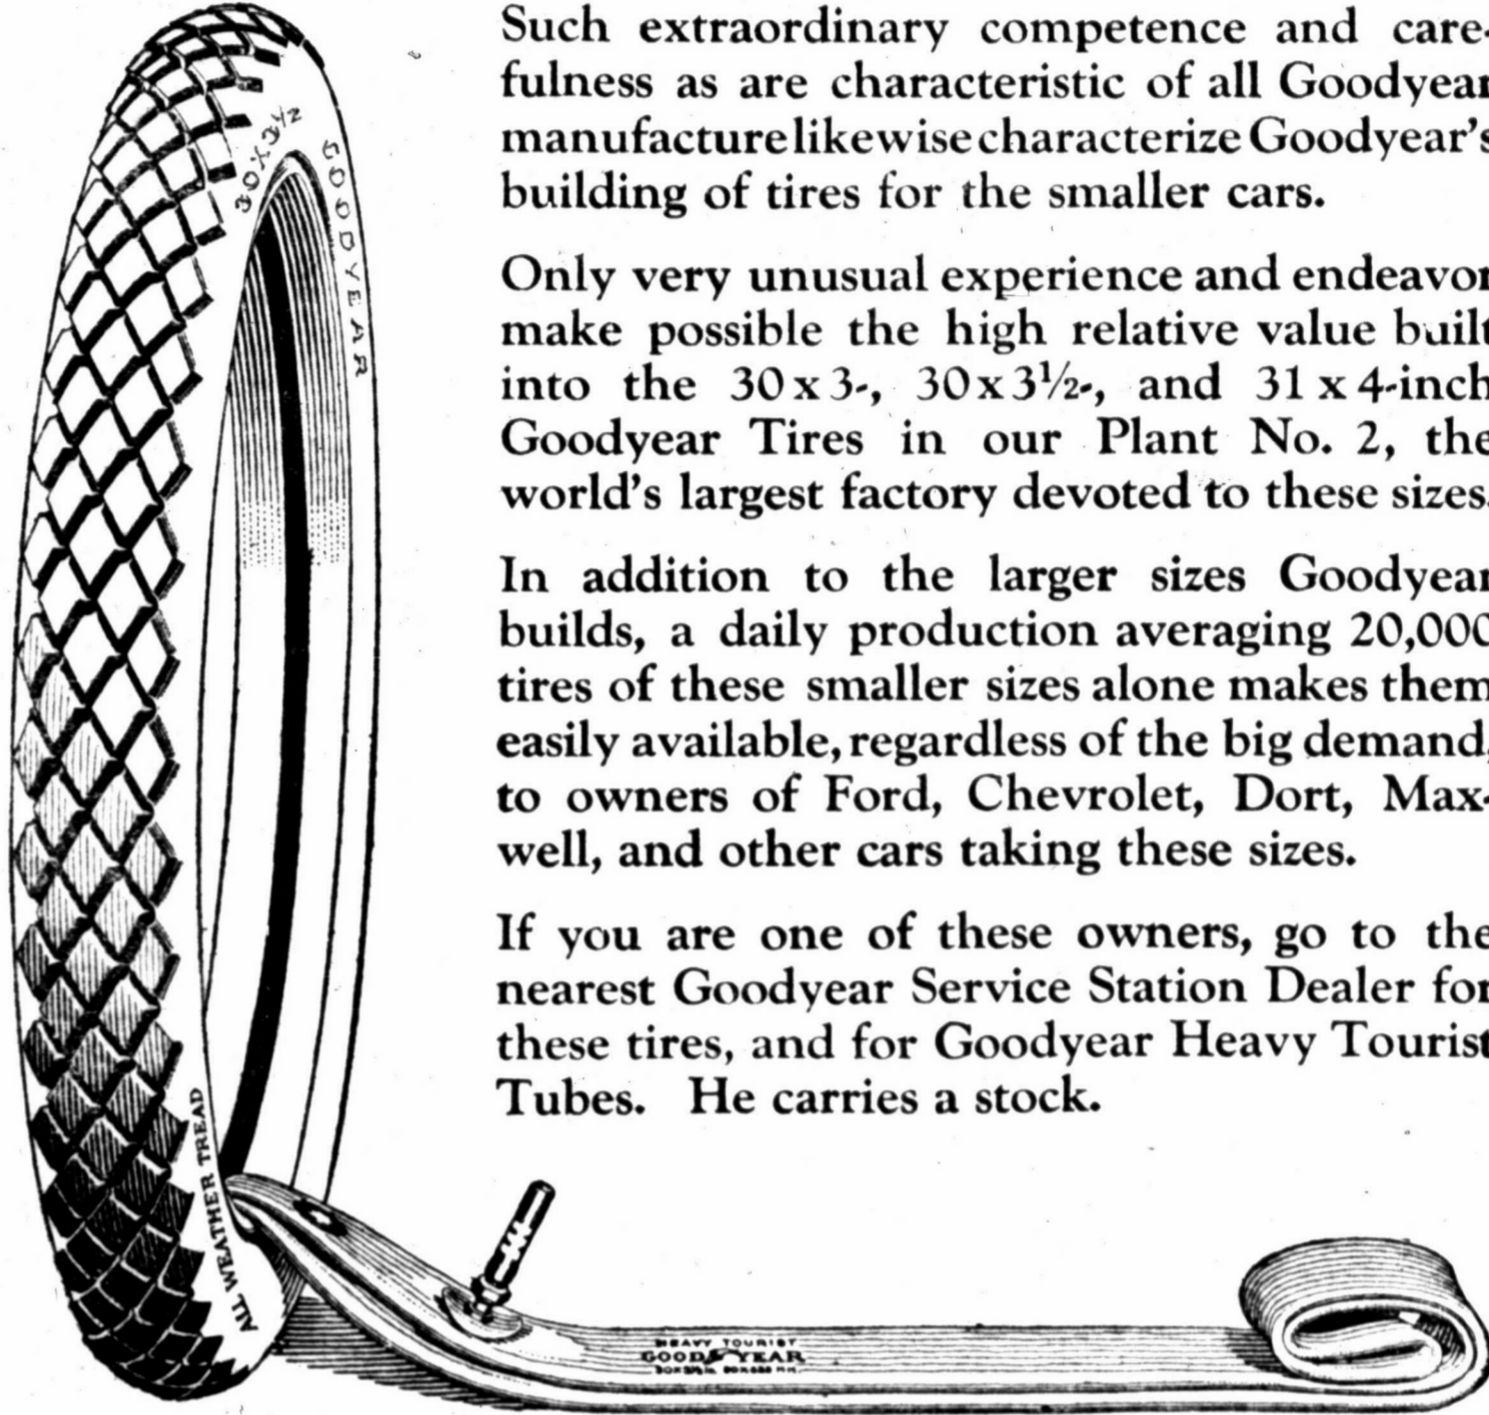 Such extraordinary competence and care-
fulness as are characteristic of all Goodyear
manufacture likewise characterize Goodyear's
building of tires for the smaller cars.
Only very unusual experience and endeavor
make possible the high relative value built
into the 30 x 3-, 30 x 3½-, and 31 x 4-inch
Goodyear Tires in our Plant No. 2, the
world's largest factory devoted to these sizes.
In addition to the larger sizes Goodyear
builds, a daily production averaging 20,000
tires of these smaller sizes alone makes them
easily available, regardless of the big demand,
to owners of Ford, Chevrolet, Dort, Max-
well, and other cars taking these sizes.
If you are one of these owners, go to the
nearest Goodyear Service Station Dealer for
these tires, and for Goodyear Heavy Tourist
Tubes. He carries a stock.
30X3½
GOODYEAR
ALL WEATHER TREAD
HEAVY TOURIST
GOODYEAR